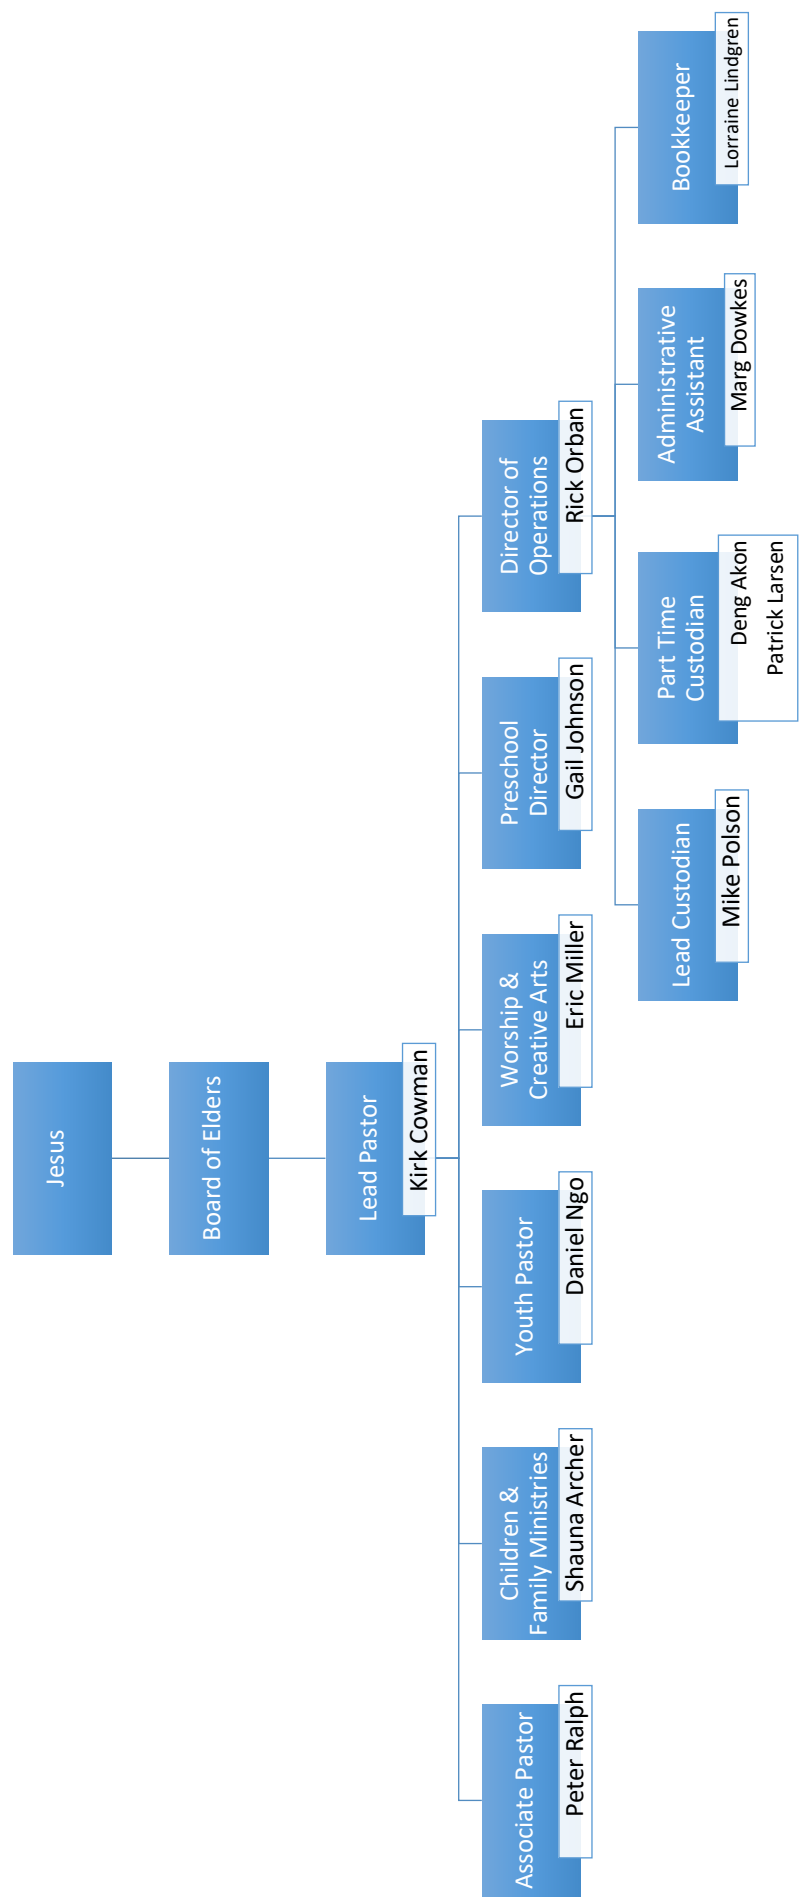 Jesus
Board of Elders
Lead Pastor
Kirk Cowman
Associate Pastor
Peter Ralph
Children &
Family Ministries
Shauna Archer
Youth Pastor
Daniel Ngo
Worship &
Creative Arts
Eric Miller
Preschool
Director
Gail Johnson
Director of
Operations
Rick Orban
Lead Custodian
Mike Polson
Part Time
Custodian
Deng Akon
Patrick Larsen
Administrative
Assistant
Marg Dowkes
Bookkeeper
Lorraine Lindgren